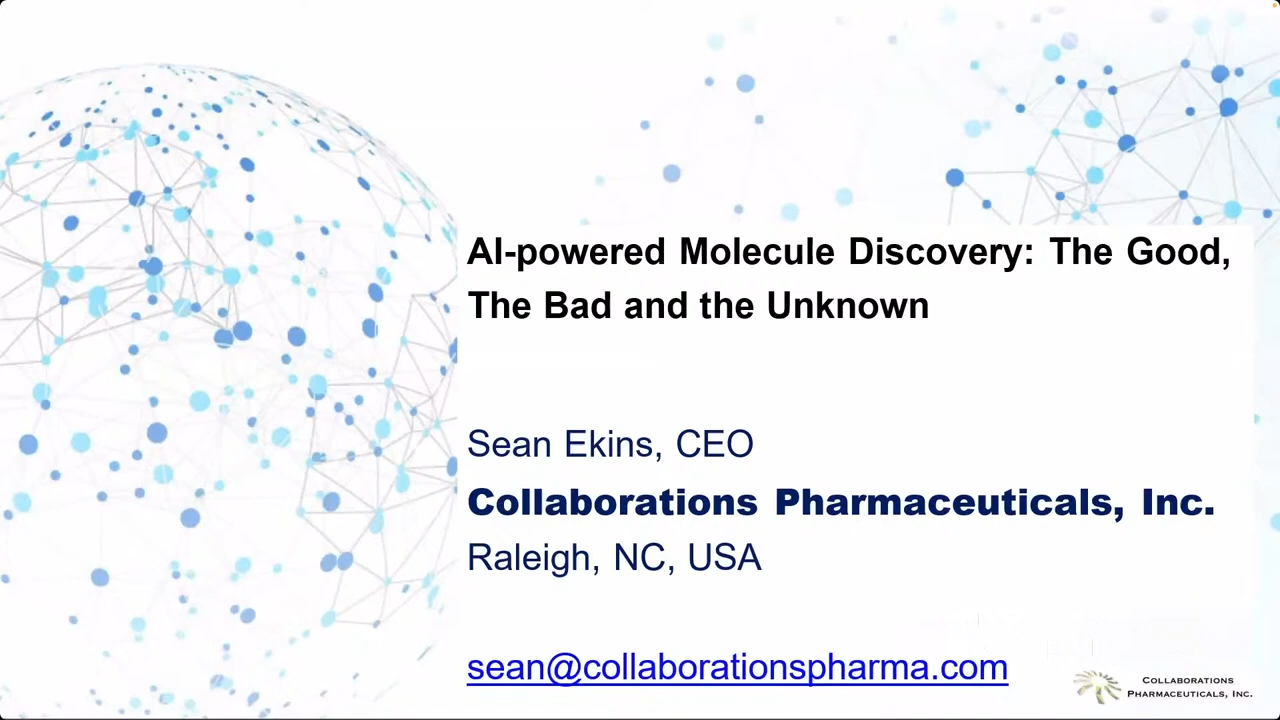 AI-powered Molecule Discovery: The Good,
The Bad and the Unknown
Sean Ekins, CEO
Collaborations Pharmaceuticals, Inc.
Raleigh, NC, USA
sean@collaborationspharma.com
COLLABORATIONS
PHARMACEUTICALS, INC.